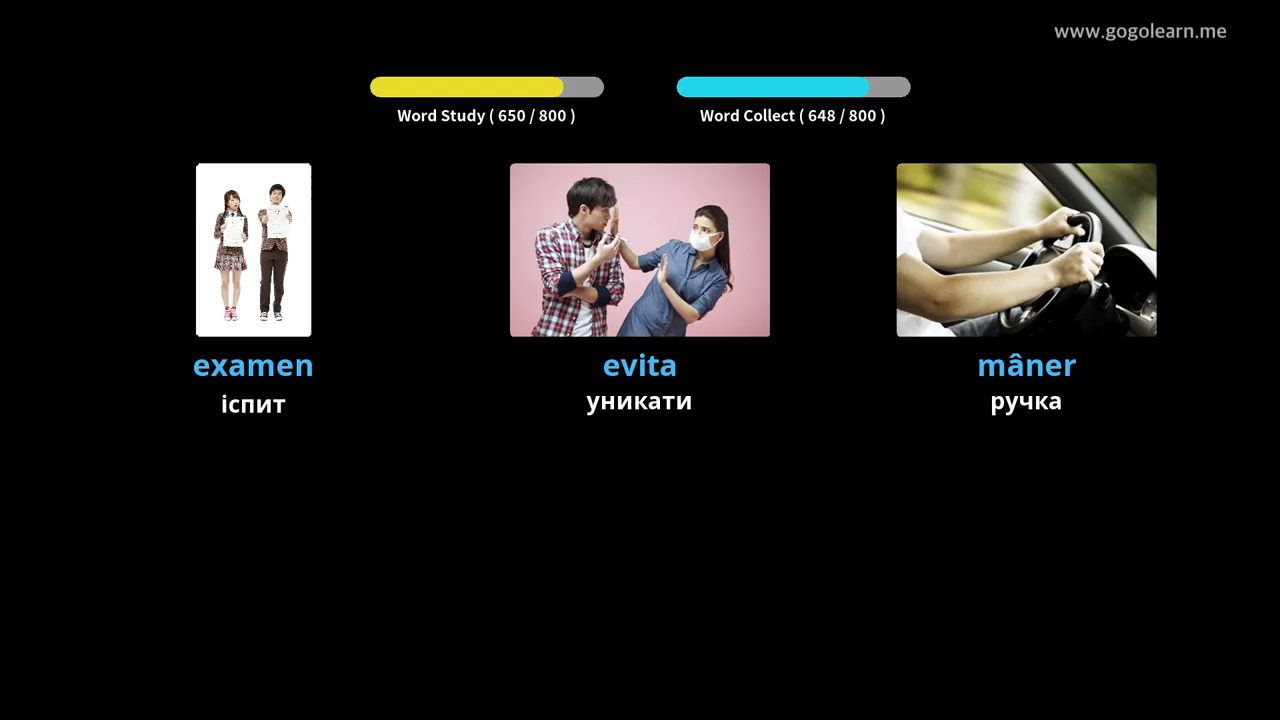 www.gogolearn.me
Word Study ( 650 / 800 )
Word Collect ( 648 / 800 )
examen
іспит
evita
уникати
mâner
ручка